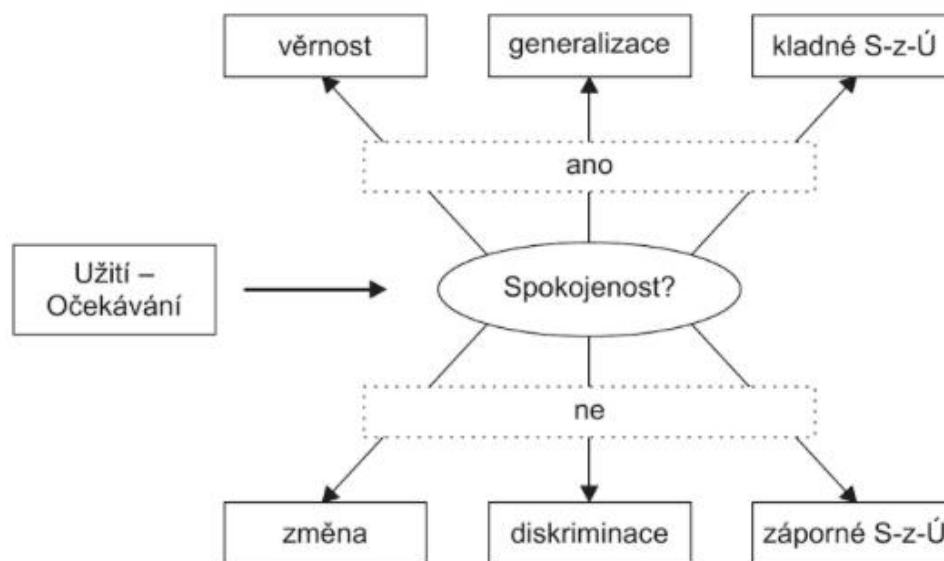 věrnost
generalizace
kladné S-z-Ú
ano
Užití –
Očekávání
Spokojenost?
ne
změna
diskriminace
záporné S-z-Ú